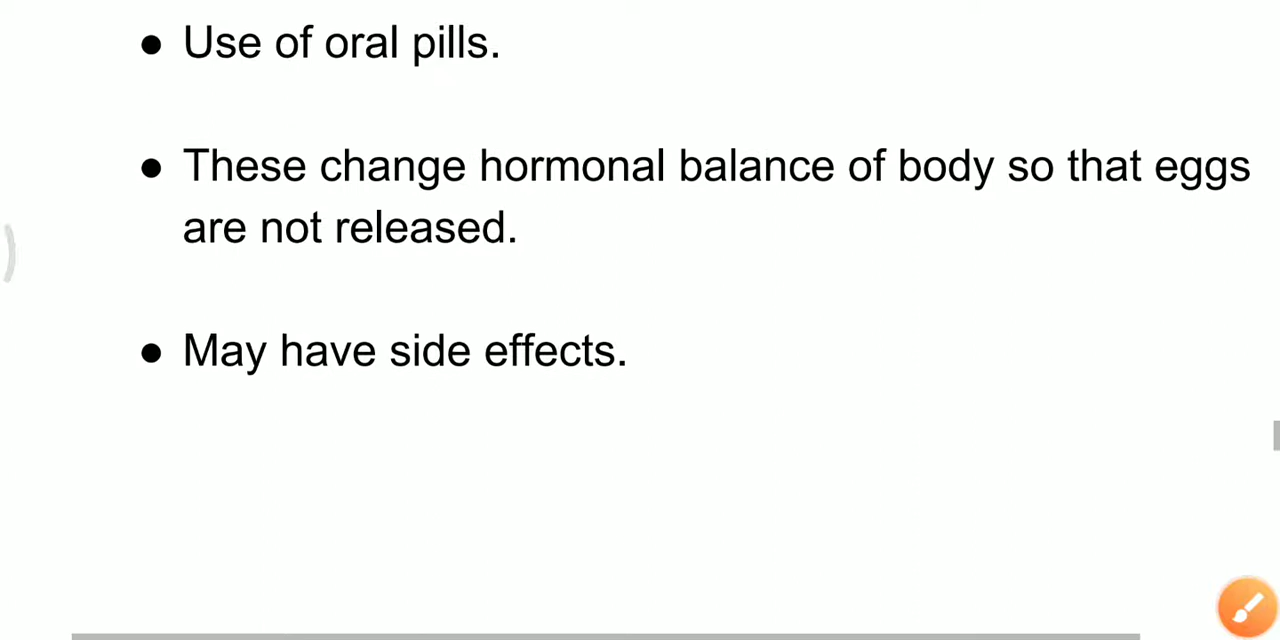 ● Use of oral pills.
● These change hormonal balance of body so that eggs
are not released.
● May have side effects.